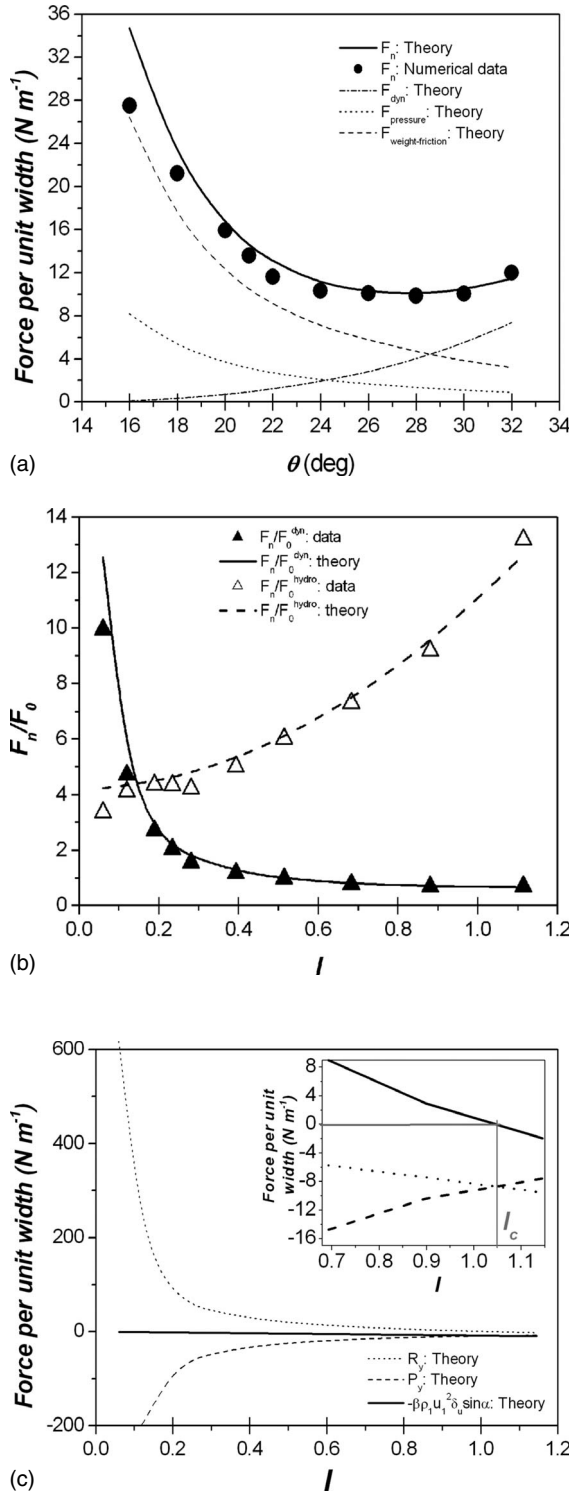 36
32
28
24
20
16
12
8
4
0
Force per unit width (N m-1)
Fn: Theory
Fn: Numerical data
Fdyn: Theory
Fpressure: Theory
Fweight-friction: Theory
14 16 18 20 22 24 26 28 30 32 34
θ (deg)
(a)
14
12
10
8
6
4
2
0
Fn/F0
Fn/F0dyn: data
Fn/F0dyn: theory
Fn/F0hydro: data
Fn/F0hydro: theory
0.0 0.2 0.4 0.6 0.8 1.0 1.2
I
(b)
600
400
200
0
-200
Force per unit width (N m-1)
8
4
0
-4
-8
-12
-16
Force per unit
width (N m-1)
Ic
0.7 0.8 0.9 1.0 1.1
I
Ry: Theory
Py: Theory
-βρ1u12δusinα: Theory
0.0 0.2 0.4 0.6 0.8 1.0 1.2
I
(c)